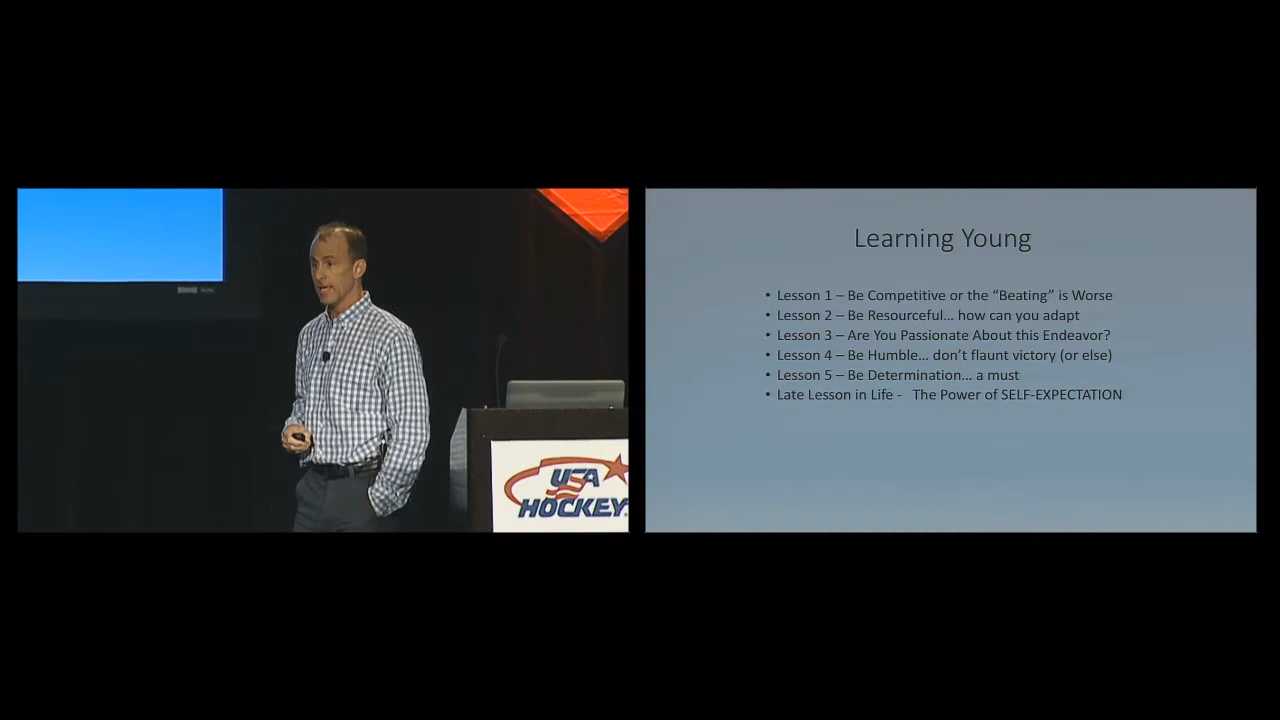 USA
HOCKEY
Learning Young
• Lesson 1 – Be Competitive or the “Beating” is Worse
• Lesson 2 – Be Resourceful… how can you adapt
• Lesson 3 – Are You Passionate About this Endeavor?
• Lesson 4 – Be Humble… don’t flaunt victory (or else)
• Lesson 5 – Be Determination… a must
• Late Lesson in Life - The Power of SELF-EXPECTATION